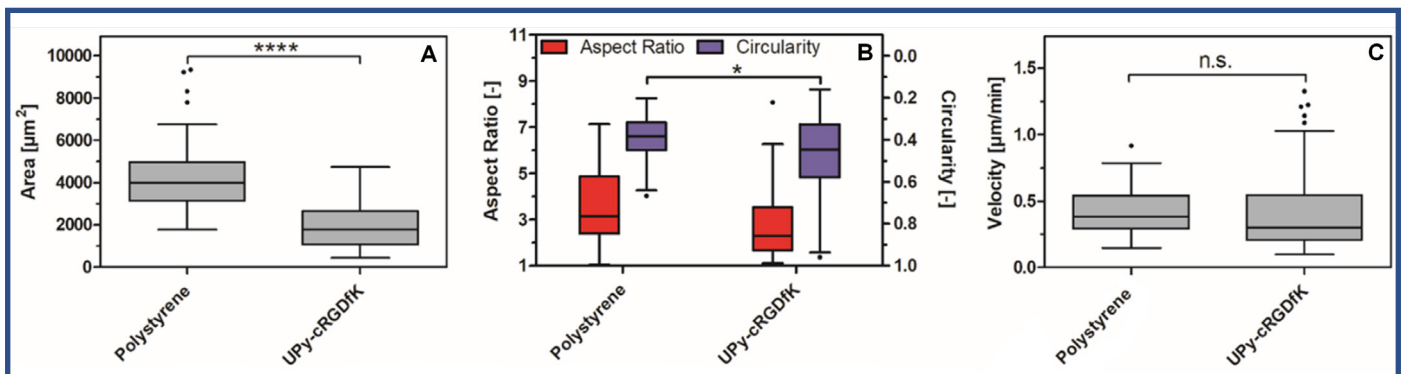 A
****
Area [µm²]
10000
8000
6000
4000
2000
0
Polystyrene
UPy-cRGDfK
B
Aspect Ratio
Circularity
*
Aspect Ratio [-]
11
9
7
5
3
1
Circularity [-]
0.0
0.2
0.4
0.6
0.8
1.0
Polystyrene
UPy-cRGDfK
C
n.s.
Velocity [µm/min]
1.5
1.0
0.5
0.0
Polystyrene
UPy-cRGDfK